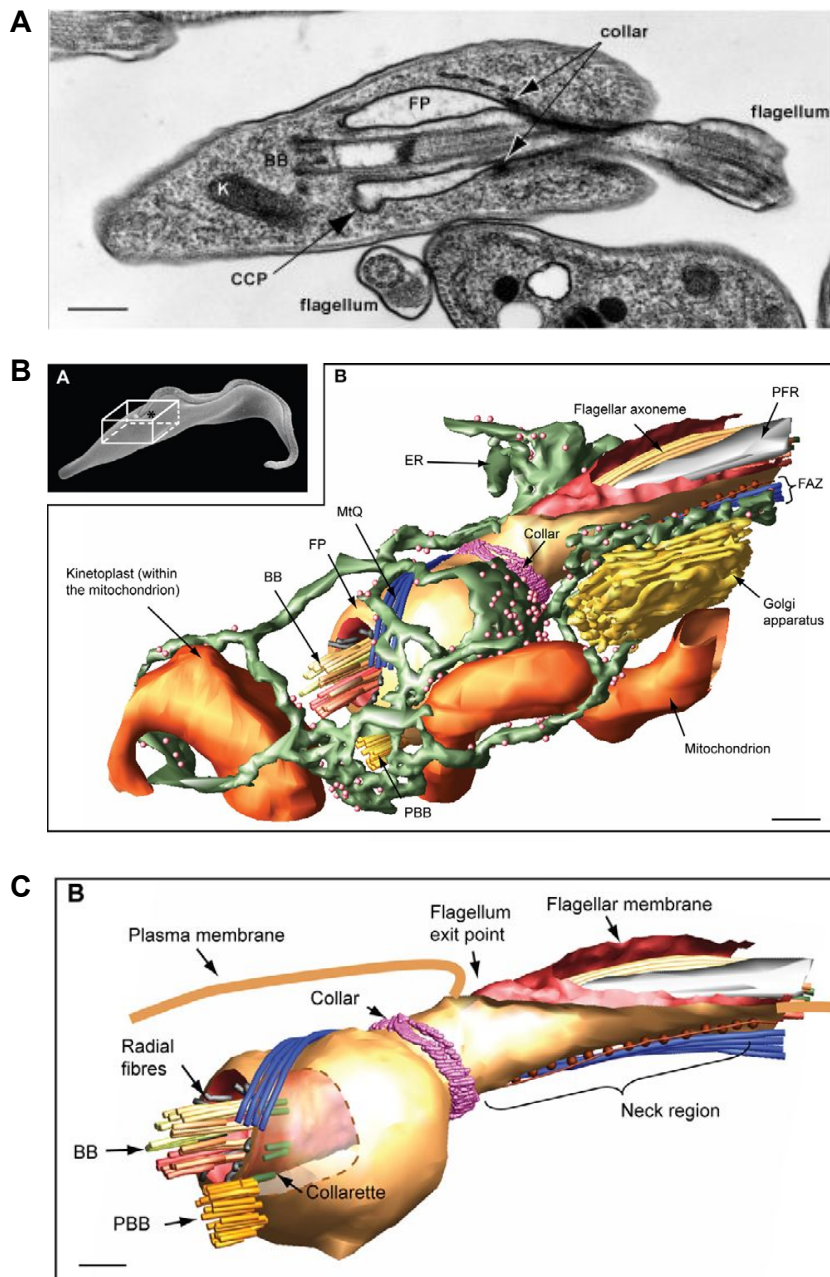 A
collar
FP
flagellum
BB
K
CCP
flagellum
B
A
*
B
PFR
Flagellar axoneme
ER
FAZ
MtQ
Collar
FP
BB
Kinetoplast (within
the mitochondrion)
Golgi
apparatus
Mitochondrion
PBB
C
B
Flagellar membrane
Flagellum
exit point
Plasma membrane
Collar
Radial
fibres
Neck region
BB
Collarette
PBB